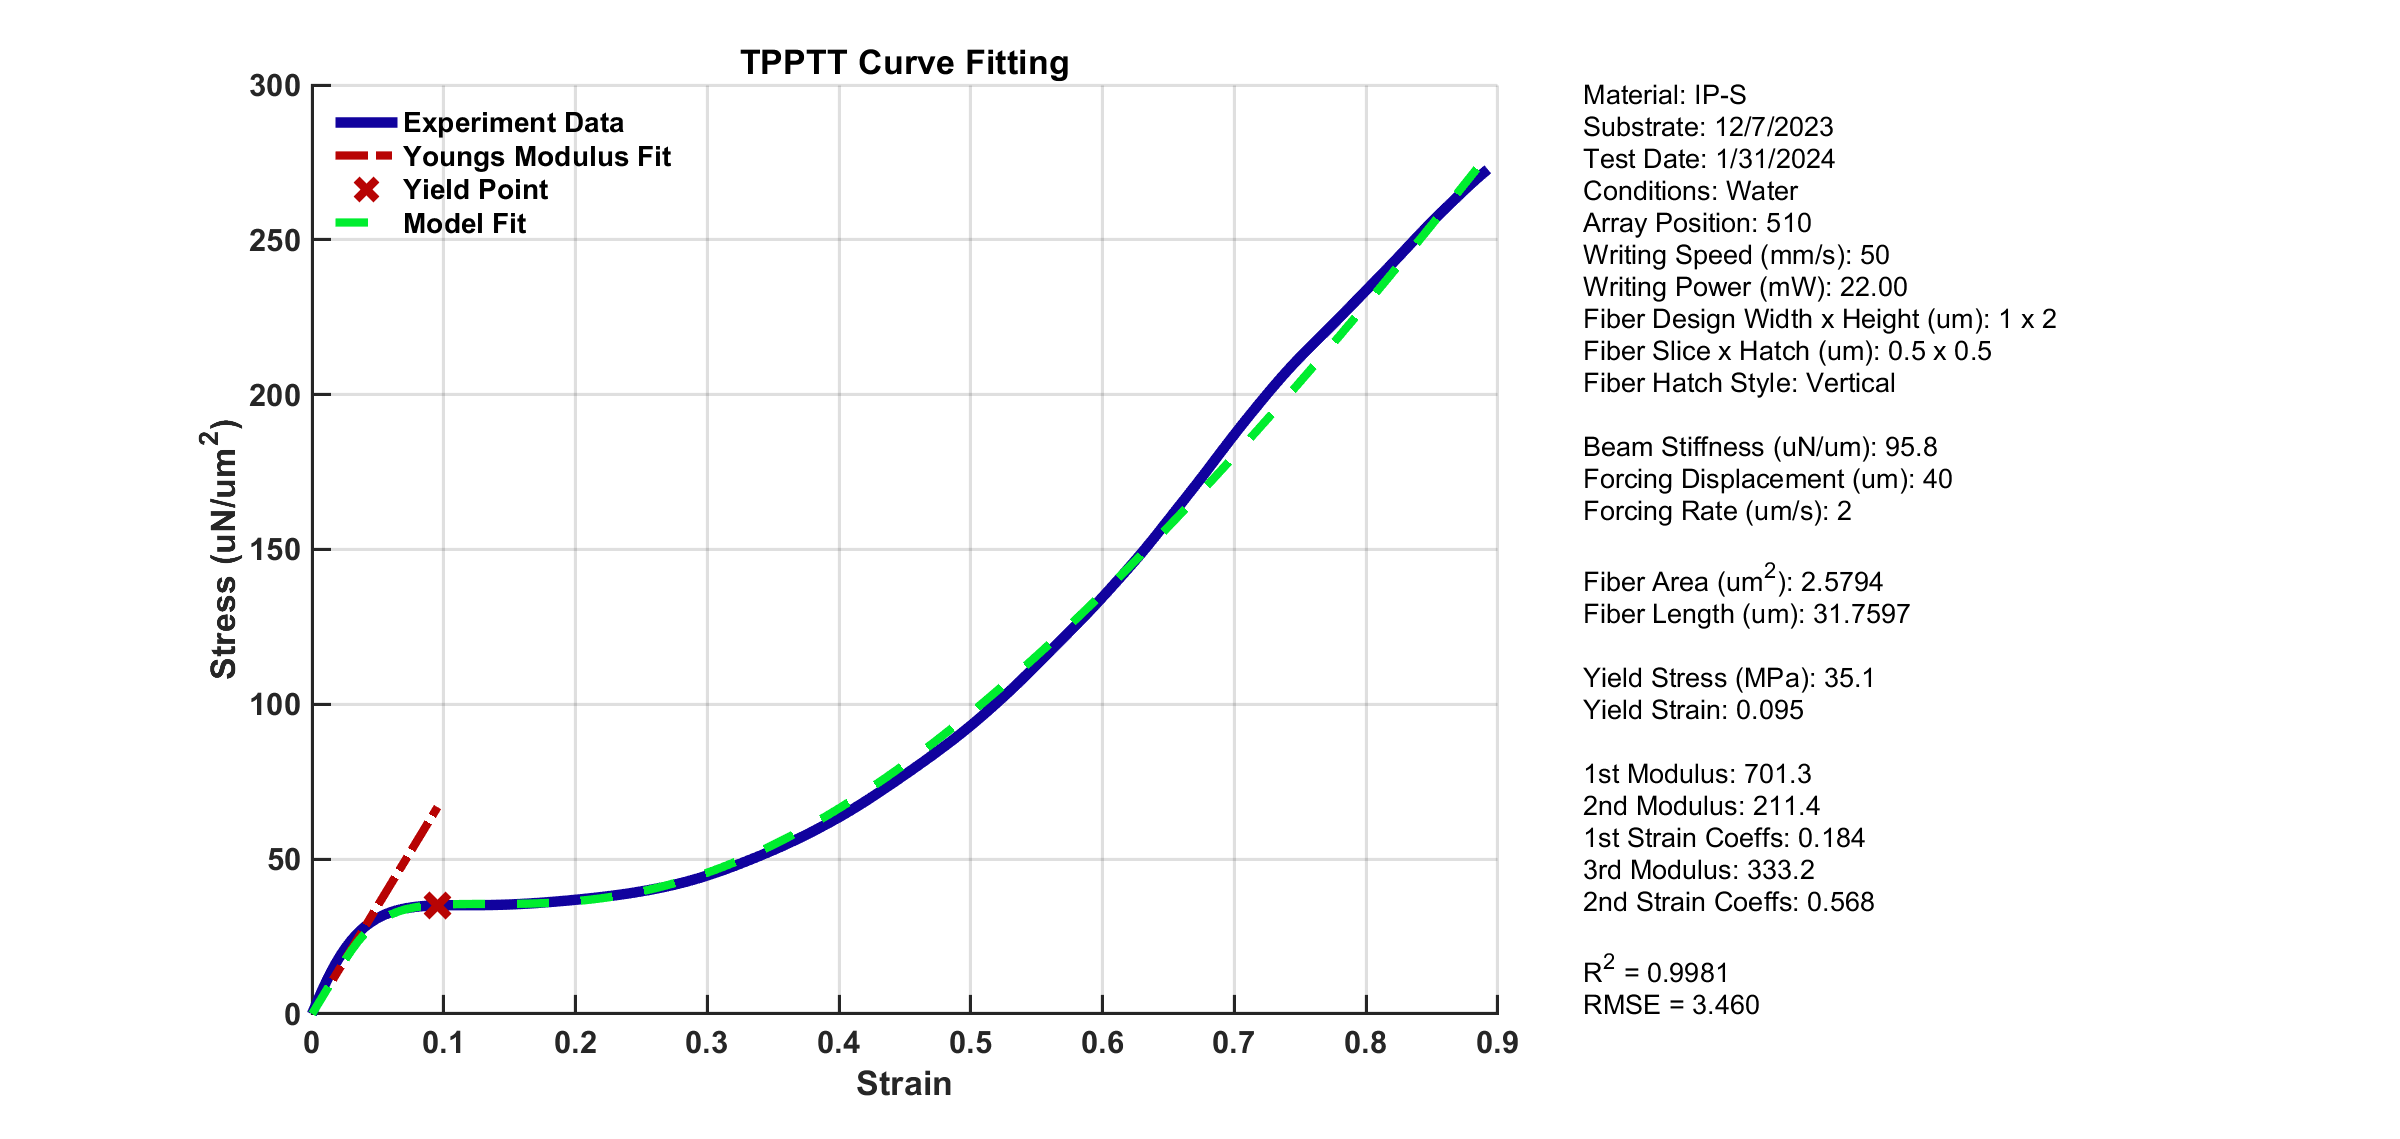 TPPTT Curve Fitting
300
250
200
150
100
50
0
Stress (uN/um²)
Experiment Data
Youngs Modulus Fit
Yield Point
Model Fit
0 0.1 0.2 0.3 0.4 0.5 0.6 0.7 0.8 0.9
Strain
Material: IP-S
Substrate: 12/7/2023
Test Date: 1/31/2024
Conditions: Water
Array Position: 510
Writing Speed (mm/s): 50
Writing Power (mW): 22.00
Fiber Design Width x Height (um): 1 x 2
Fiber Slice x Hatch (um): 0.5 x 0.5
Fiber Hatch Style: Vertical
Beam Stiffness (uN/um): 95.8
Forcing Displacement (um): 40
Forcing Rate (um/s): 2
Fiber Area (um²): 2.5794
Fiber Length (um): 31.7597
Yield Stress (MPa): 35.1
Yield Strain: 0.095
1st Modulus: 701.3
2nd Modulus: 211.4
1st Strain Coeffs: 0.184
3rd Modulus: 333.2
2nd Strain Coeffs: 0.568
R² = 0.9981
RMSE = 3.460